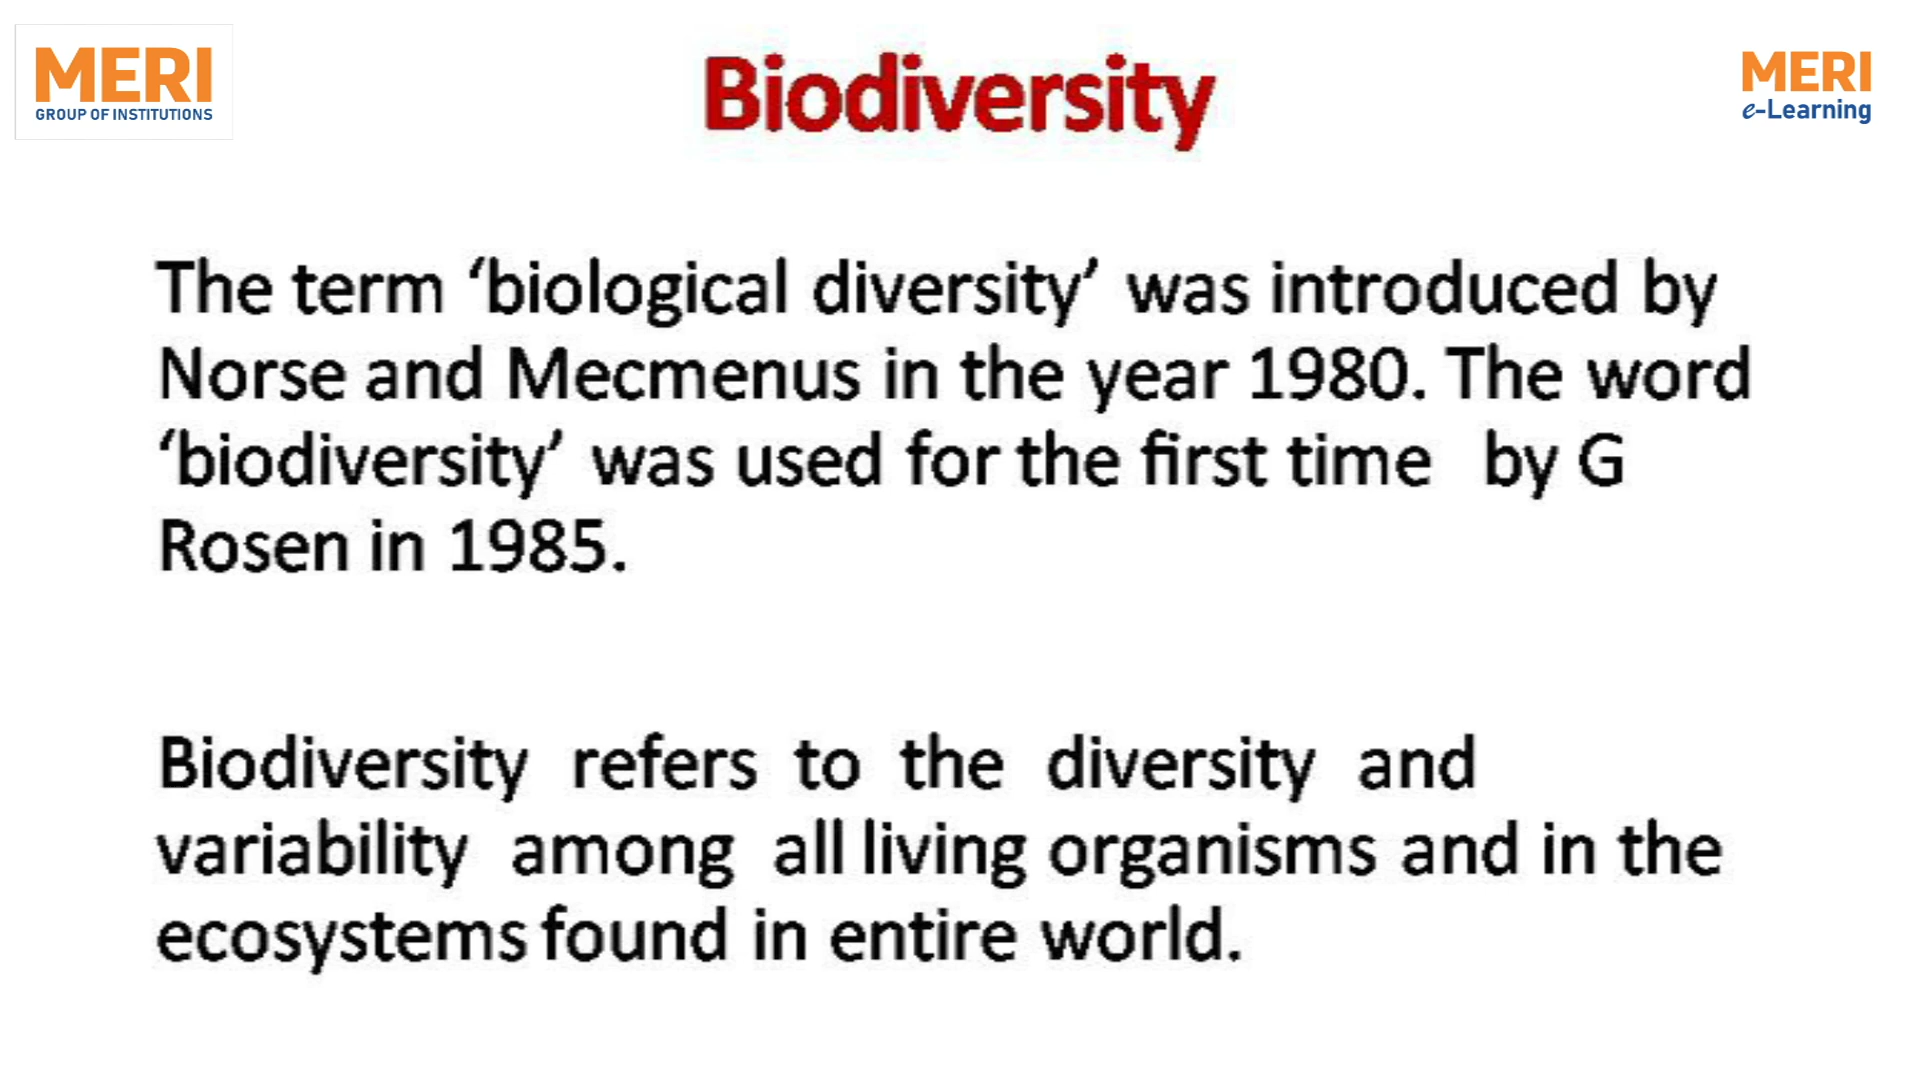 MERI
GROUP OF INSTITUTIONS
Biodiversity
MERI
e-Learning
The term ‘biological diversity’ was introduced by
Norse and Mecmenus in the year 1980. The word
‘biodiversity’ was used for the first time by G
Rosen in 1985.
Biodiversity refers to the diversity and
variability among all living organisms and in the
ecosystems found in entire world.